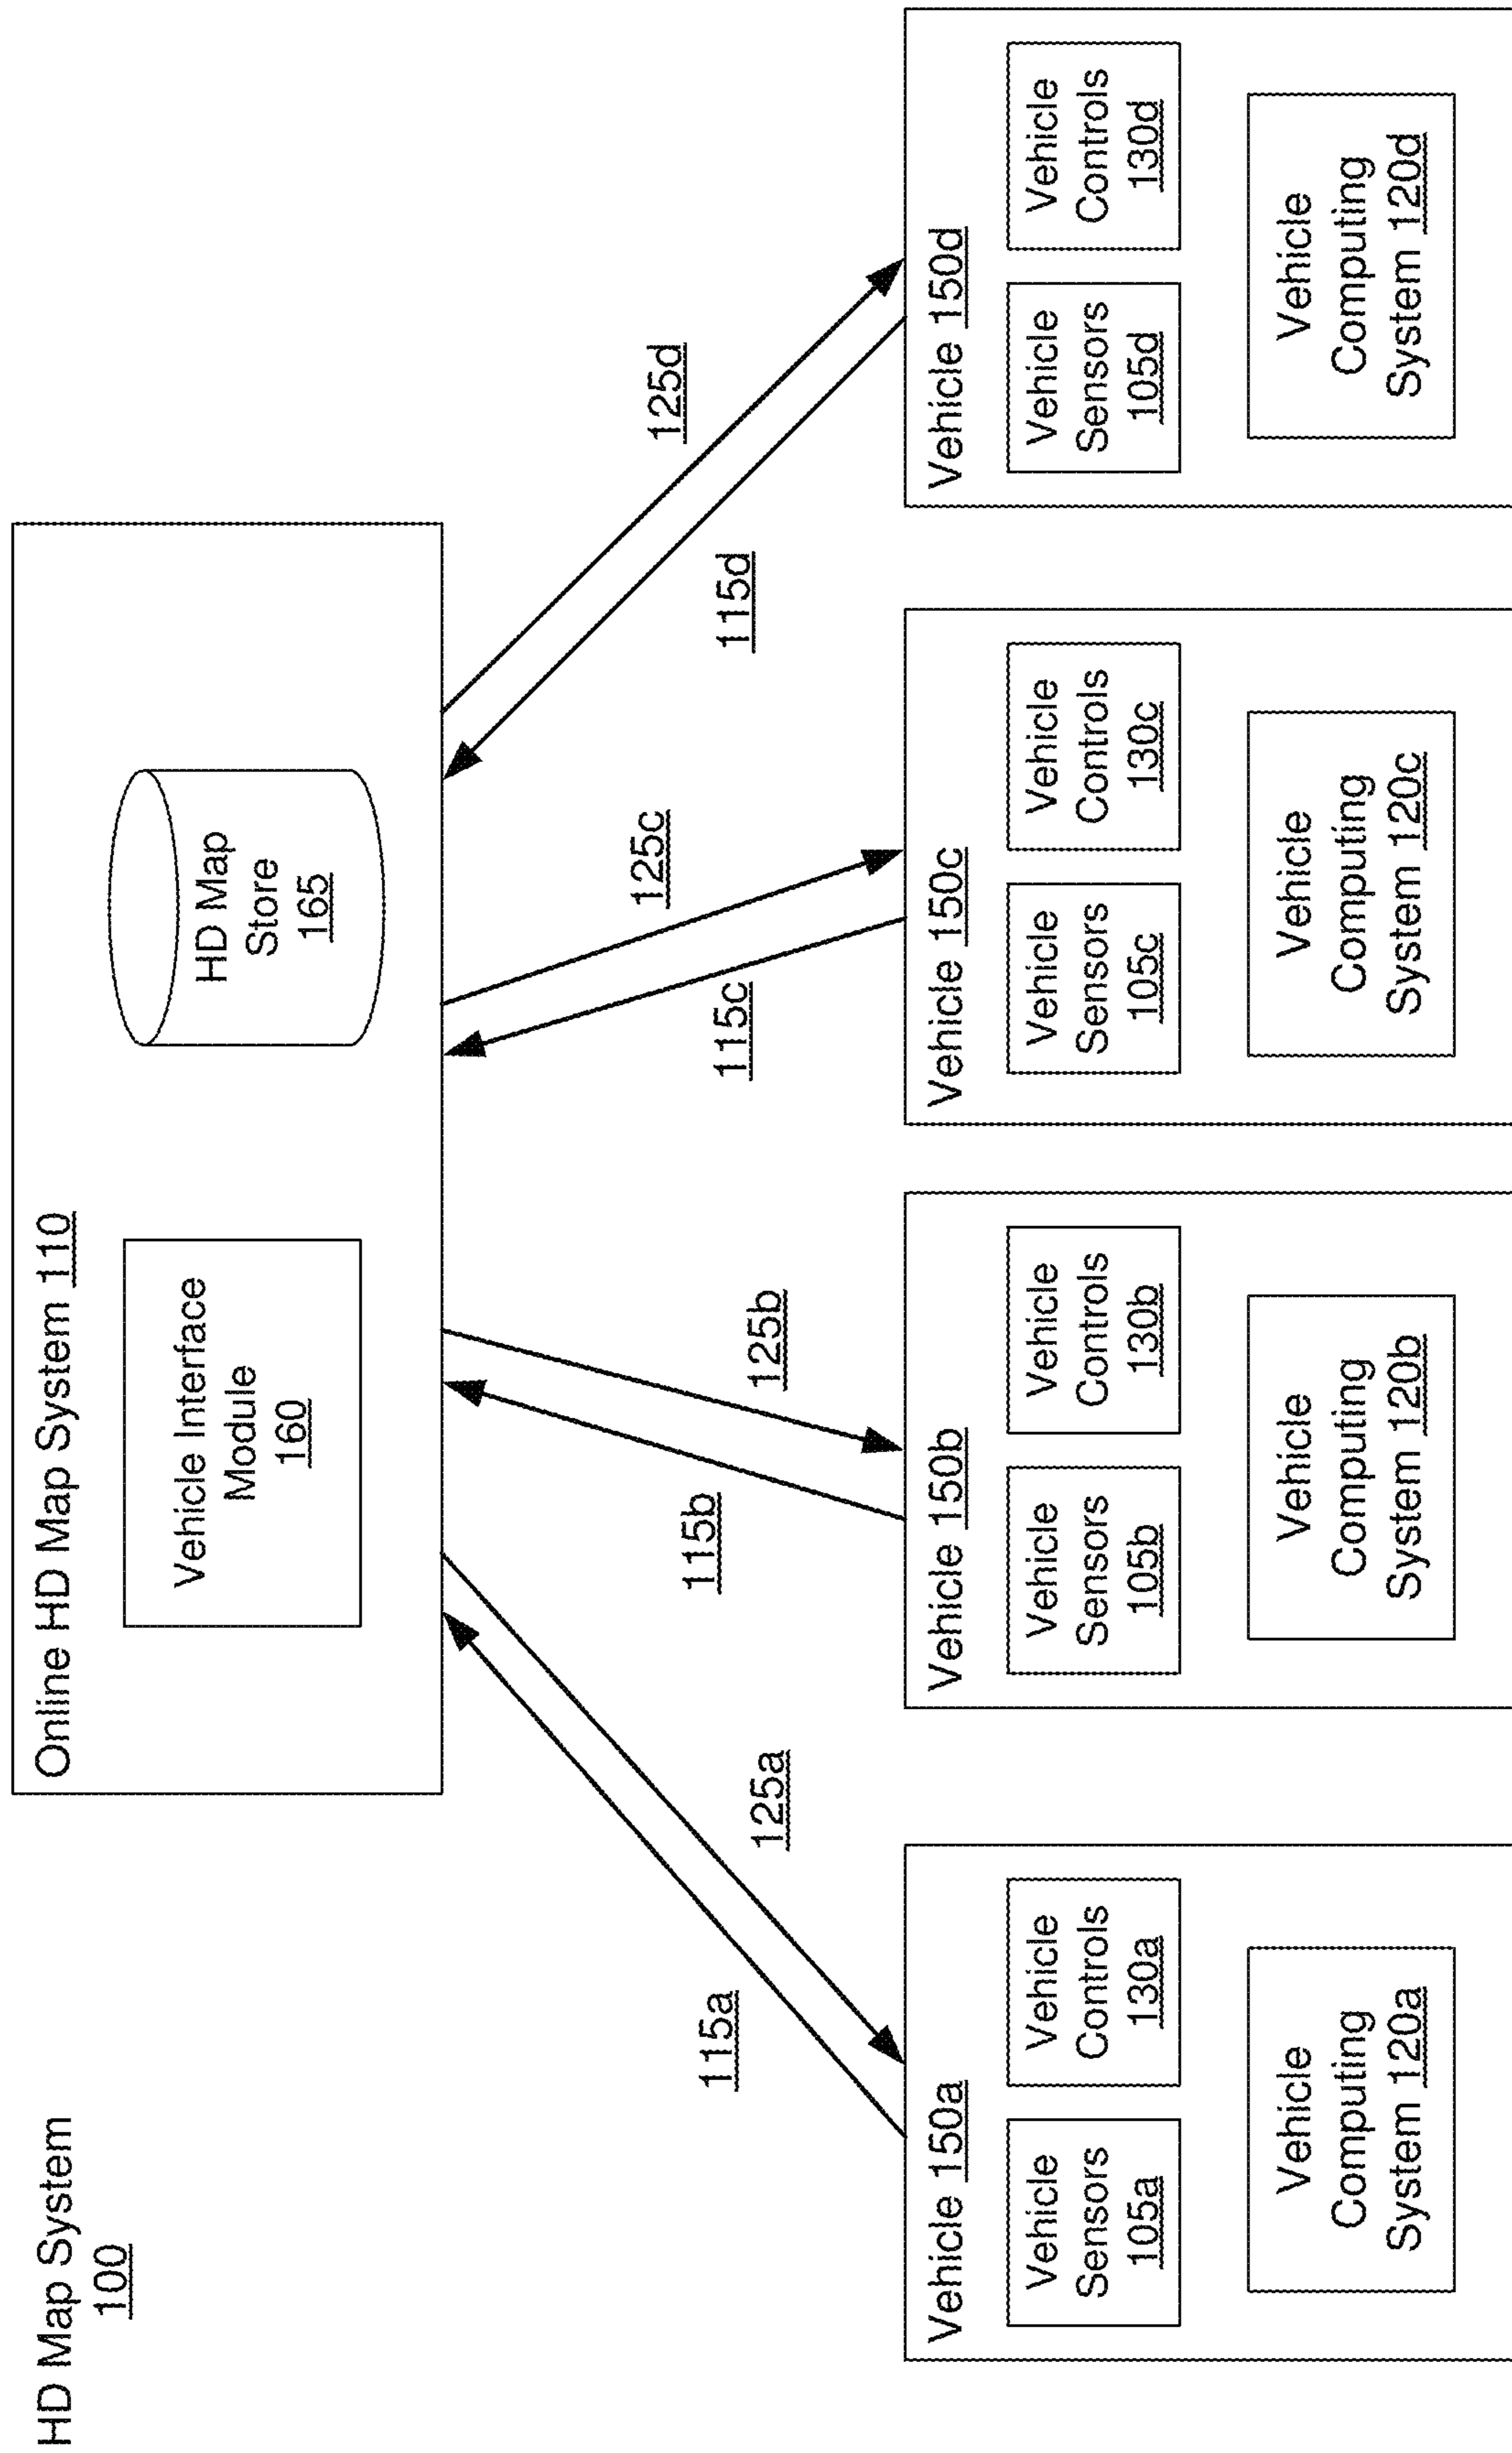 HD Map System
100
Online HD Map System 110
Vehicle Interface
Module
160
HD Map
Store
165
115a
125a
115b
125b
115c
125c
115d
125d
Vehicle 150a
Vehicle
Sensors
105a
Vehicle
Controls
130a
Vehicle
Computing
System 120a
Vehicle 150b
Vehicle
Sensors
105b
Vehicle
Controls
130b
Vehicle
Computing
System 120b
Vehicle 150c
Vehicle
Sensors
105c
Vehicle
Controls
130c
Vehicle
Computing
System 120c
Vehicle 150d
Vehicle
Sensors
105d
Vehicle
Controls
130d
Vehicle
Computing
System 120d